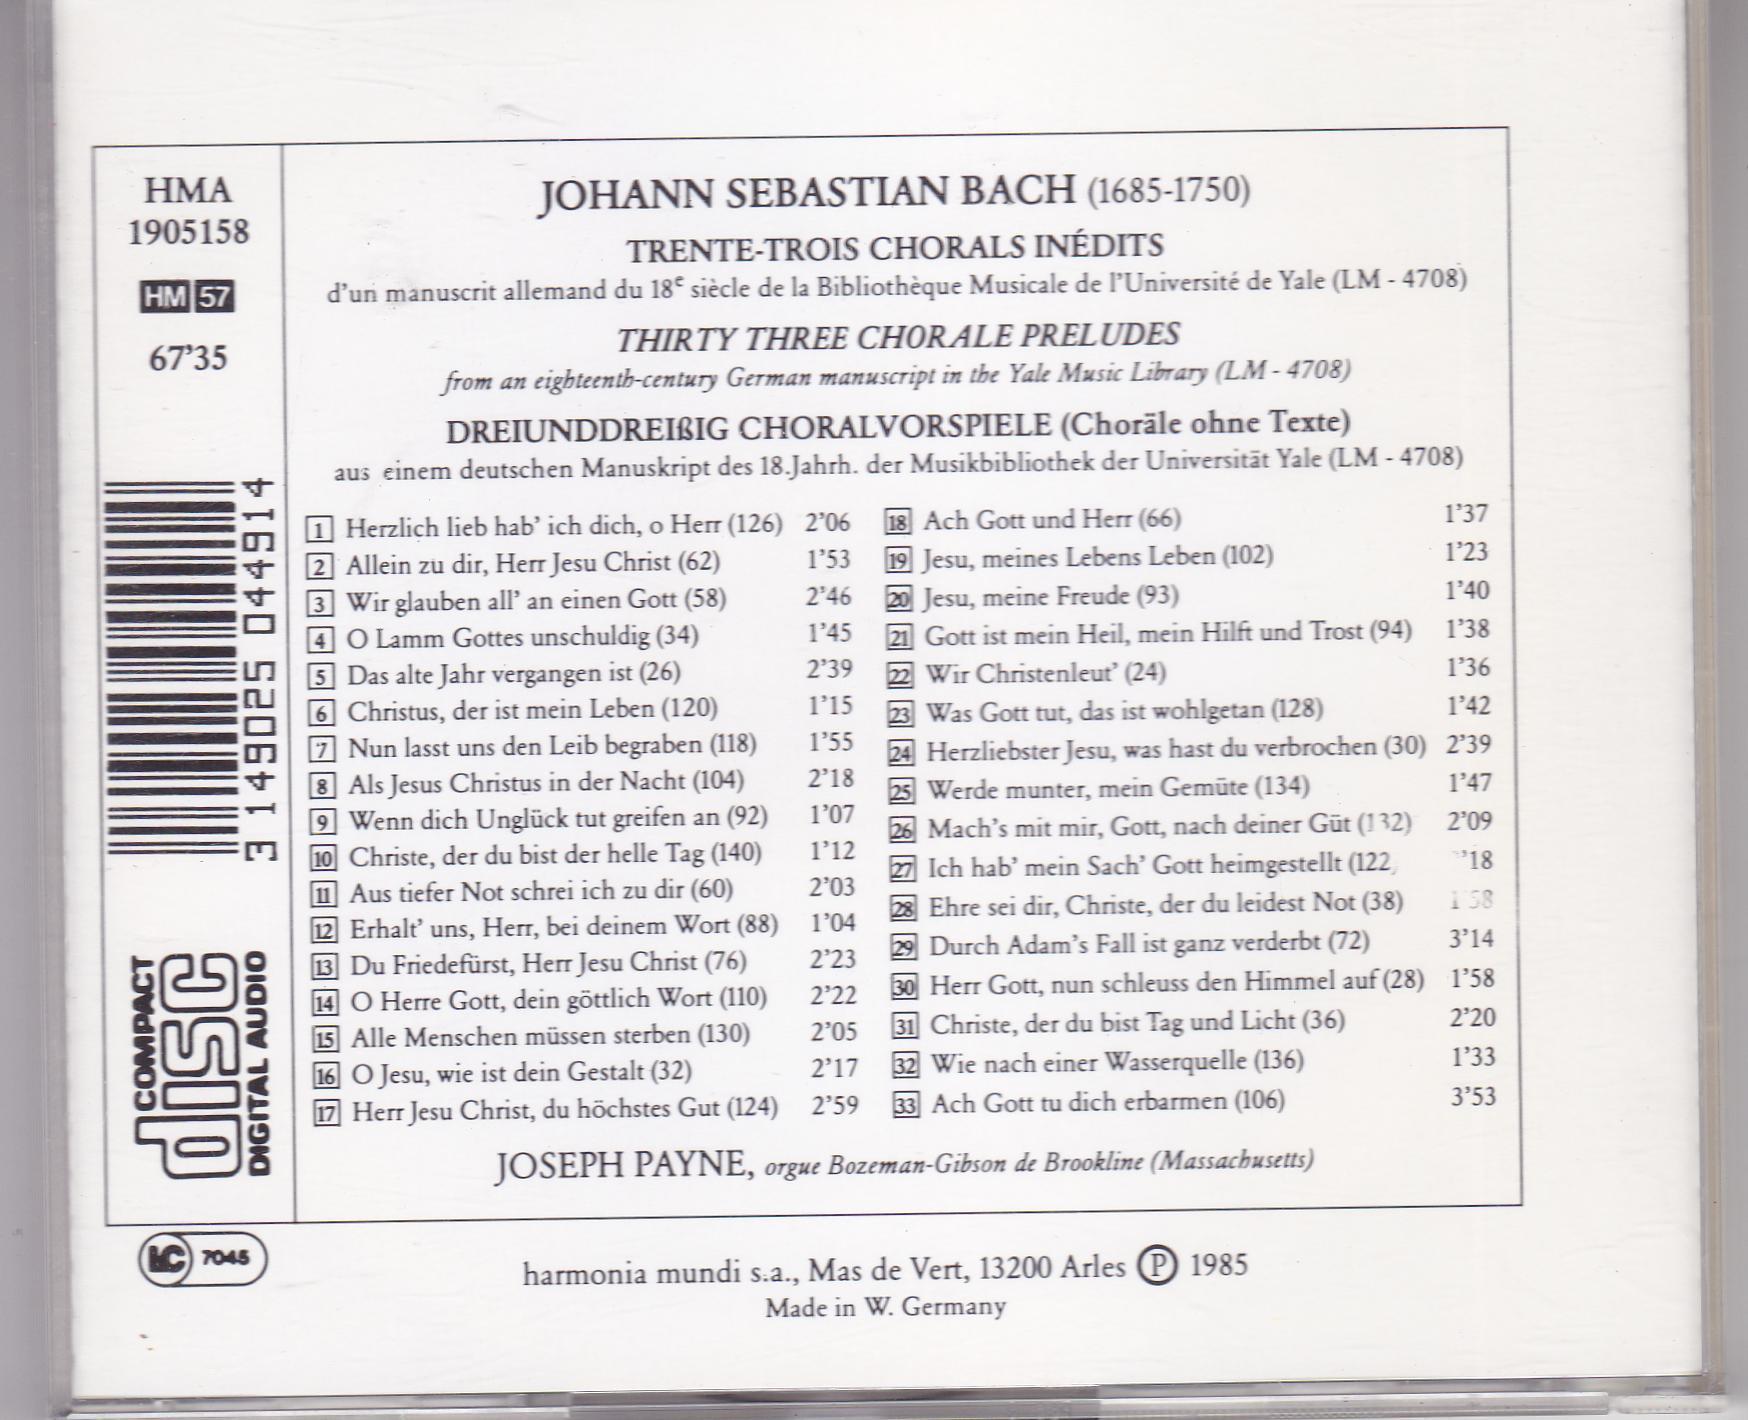 HMA
1905158
HM 57
67'35
3 149025 044914
COMPACT
disc
DIGITAL AUDIO
LC 7045
JOHANN SEBASTIAN BACH (1685-1750)
TRENTE-TROIS CHORALS INÉDITS
d'un manuscrit allemand du 18e siècle de la Bibliothèque Musicale de l'Université de Yale (LM - 4708)
THIRTY THREE CHORALE PRELUDES
from an eighteenth-century German manuscript in the Yale Music Library (LM - 4708)
DREIUNDDREIßIG CHORALVORSPIELE (Choräle ohne Texte)
aus einem deutschen Manuskript des 18.Jahrh. der Musikbibliothek der Universität Yale (LM - 4708)
1 Herzlich lieb hab' ich dich, o Herr (126) 2'06
2 Allein zu dir, Herr Jesu Christ (62) 1'53
3 Wir glauben all' an einen Gott (58) 2'46
4 O Lamm Gottes unschuldig (34) 1'45
5 Das alte Jahr vergangen ist (26) 2'39
6 Christus, der ist mein Leben (120) 1'15
7 Nun lasst uns den Leib begraben (118) 1'55
8 Als Jesus Christus in der Nacht (104) 2'18
9 Wenn dich Unglück tut greifen an (92) 1'07
10 Christe, der du bist der helle Tag (140) 1'12
11 Aus tiefer Not schrei ich zu dir (60) 2'03
12 Erhalt' uns, Herr, bei deinem Wort (88) 1'04
13 Du Friedefürst, Herr Jesu Christ (76) 2'23
14 O Herre Gott, dein göttlich Wort (110) 2'22
15 Alle Menschen müssen sterben (130) 2'05
16 O Jesu, wie ist dein Gestalt (32) 2'17
17 Herr Jesu Christ, du höchstes Gut (124) 2'59
18 Ach Gott und Herr (66) 1'37
19 Jesu, meines Lebens Leben (102) 1'23
20 Jesu, meine Freude (93) 1'40
21 Gott ist mein Heil, mein Hilft und Trost (94) 1'38
22 Wir Christenleut' (24) 1'36
23 Was Gott tut, das ist wohlgetan (128) 1'42
24 Herzliebster Jesu, was hast du verbrochen (30) 2'39
25 Werde munter, mein Gemüte (134) 1'47
26 Mach's mit mir, Gott, nach deiner Güt (132) 2'09
27 Ich hab' mein Sach' Gott heimgestellt (122 '18
28 Ehre sei dir, Christe, der du leidest Not (38) 1'58
29 Durch Adam's Fall ist ganz verderbt (72) 3'14
30 Herr Gott, nun schleuss den Himmel auf (28) 1'58
31 Christe, der du bist Tag und Licht (36) 2'20
32 Wie nach einer Wasserquelle (136) 1'33
33 Ach Gott tu dich erbarmen (106) 3'53
JOSEPH PAYNE, orgue Bozeman-Gibson de Brookline (Massachusetts)
harmonia mundi s.a., Mas de Vert, 13200 Arles Ⓟ 1985
Made in W. Germany